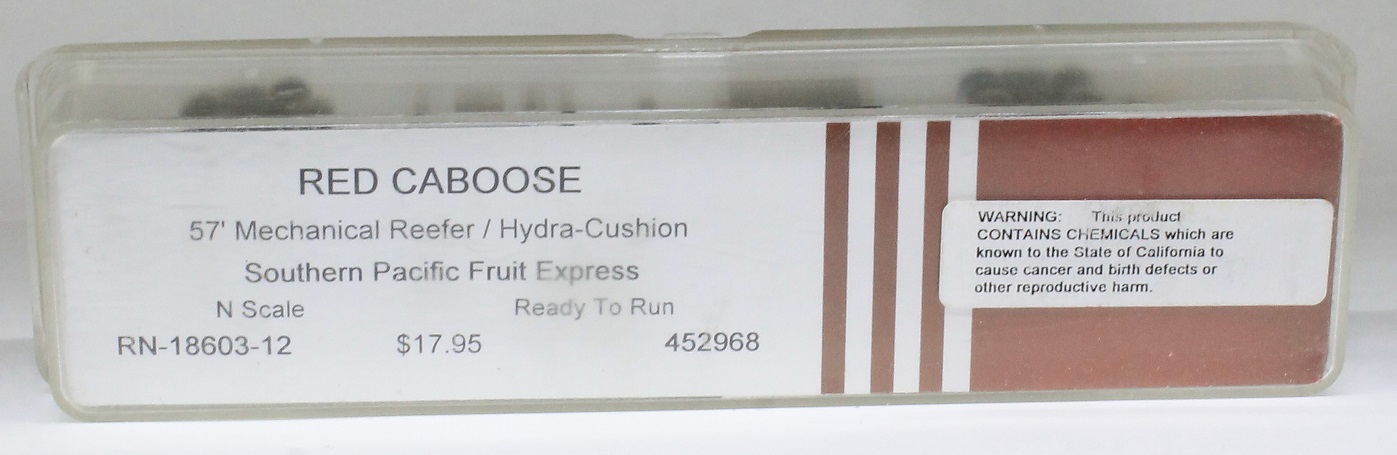 RED CABOOSE
57' Mechanical Reefer / Hydra-Cushion
Southern Pacific Fruit Express
N Scale Ready To Run
RN-18603-12 $17.95 452968
WARNING: This product
CONTAINS CHEMICALS which are
known to the State of California to
cause cancer and birth defects or
other reproductive harm.